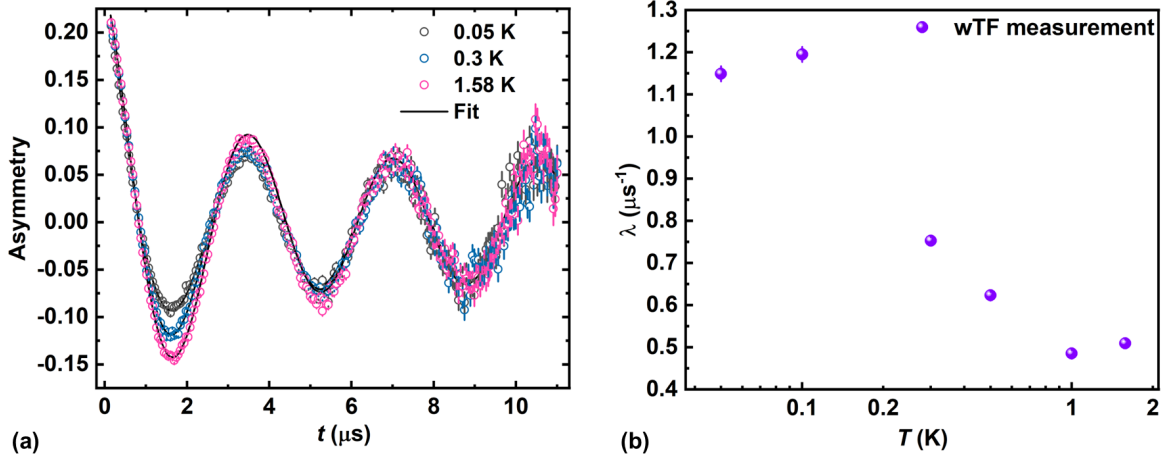 0.20
0.15
0.10
0.05
0.00
-0.05
-0.10
-0.15
Asymmetry
0.05 K
0.3 K
1.58 K
Fit
0 2 4 6 8 10
t (μs)
(a)
1.3
1.2
1.1
1.0
0.9
0.8
0.7
0.6
0.5
0.4
λ (μs⁻¹)
wTF measurement
0.1 0.2 1 2
T (K)
(b)